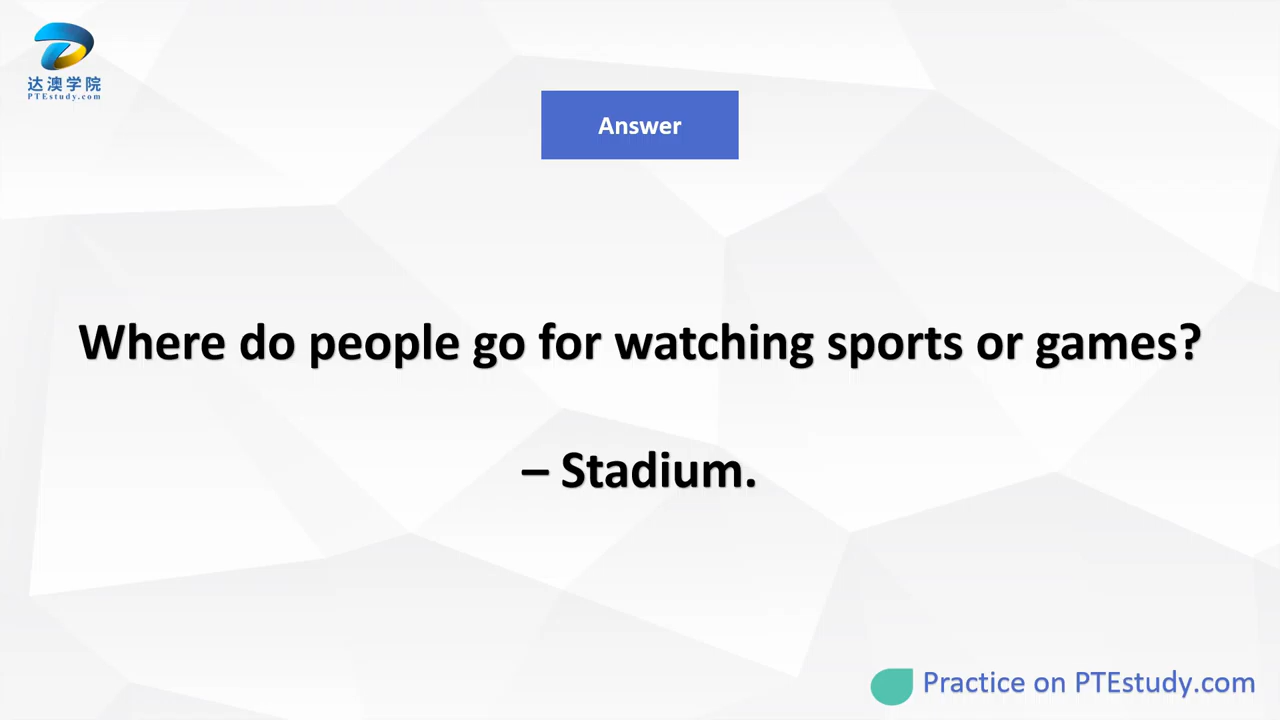 达澳学院
PTEstudy.com
Answer
Where do people go for watching sports or games?
– Stadium.
Practice on PTEstudy.com